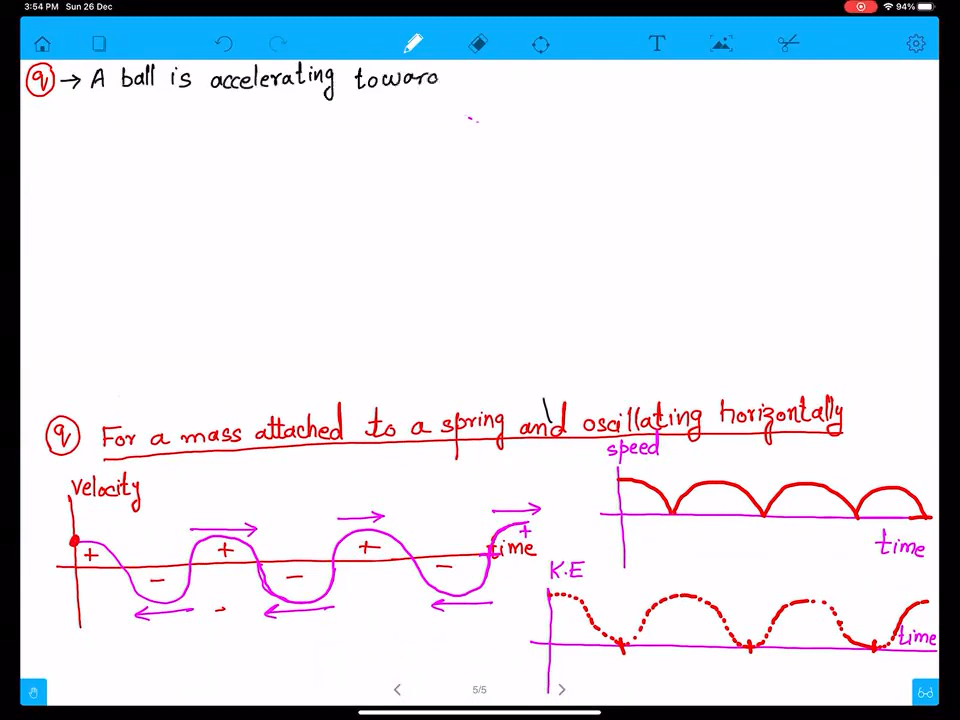 3:54 PM Sun 26 Dec
94%
T
q → A ball is accelerating towaro
q For a mass attached to a spring and oscillating horizontally
speed
velocity
time
time
K.E
time
+ - + - + - +
5/5